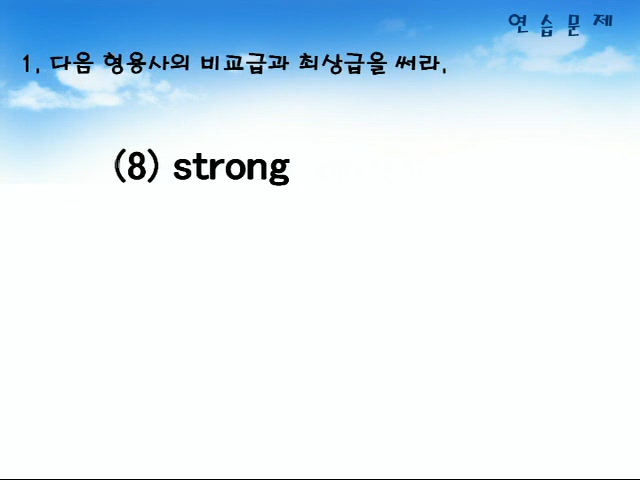 연 습 문 제
1. 다음 형용사의 비교급과 최상급을 써라.
(8) strong